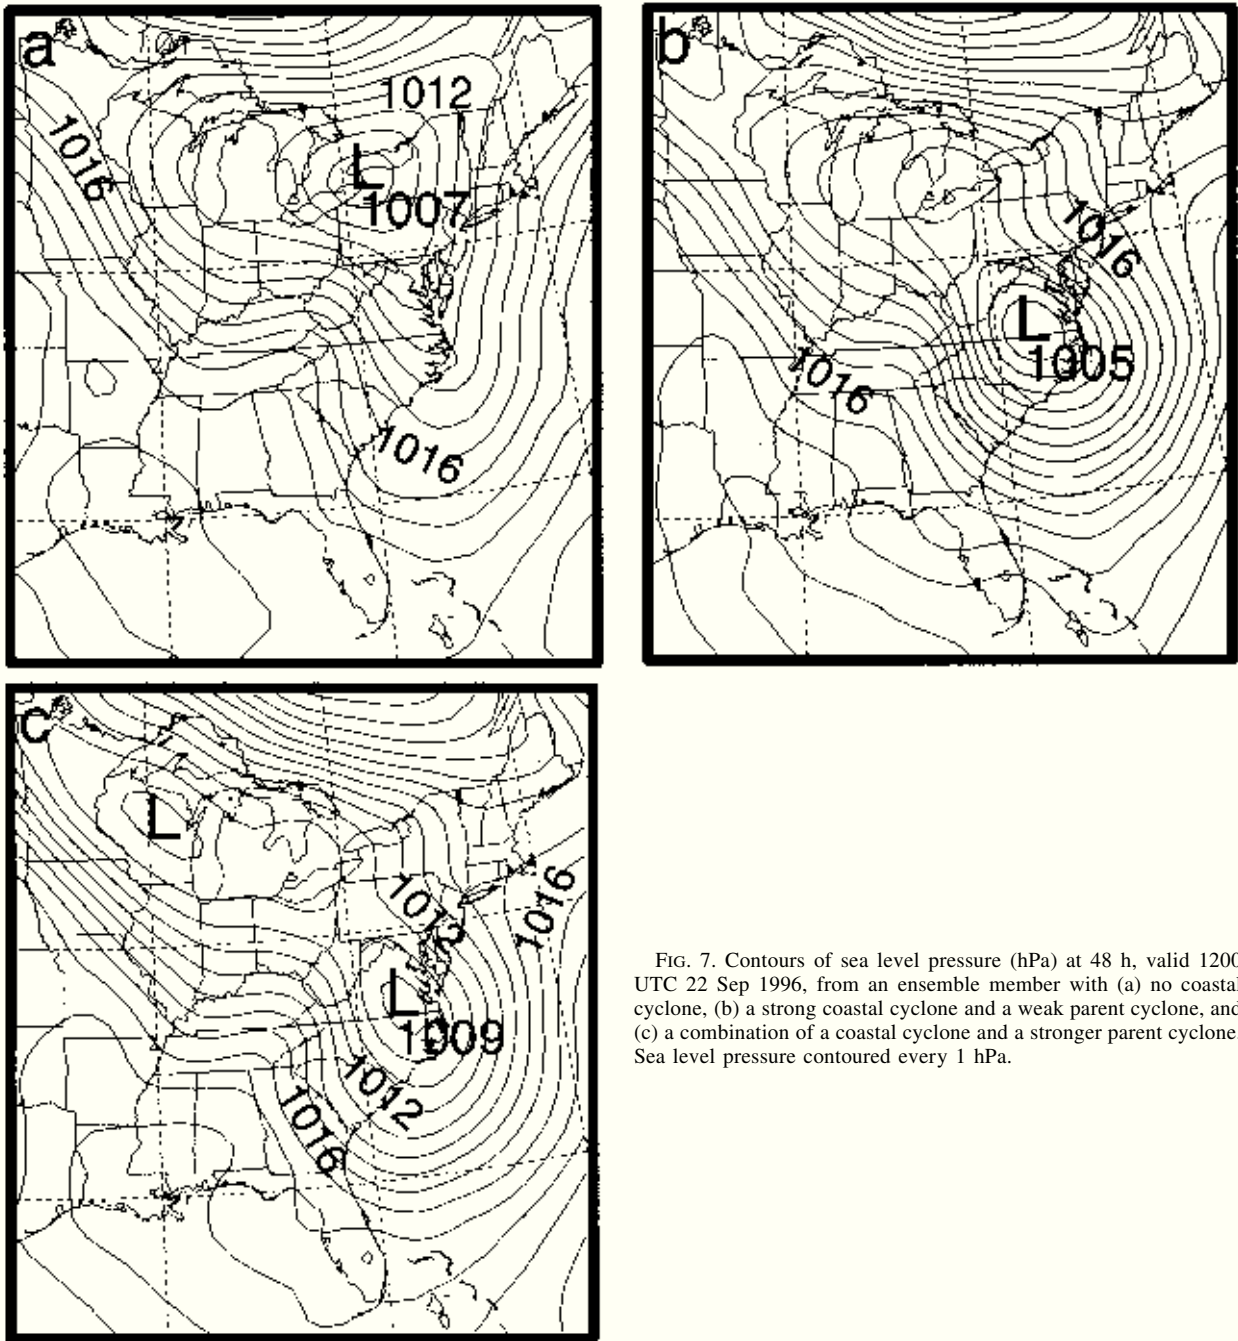 a
1012
1016
L
1007
1016
b
1016
L
1005
1016
c
L
1012
1016
L
1009
1012
1016
FIG. 7. Contours of sea level pressure (hPa) at 48 h, valid 1200
UTC 22 Sep 1996, from an ensemble member with (a) no coastal
cyclone, (b) a strong coastal cyclone and a weak parent cyclone, and
(c) a combination of a coastal cyclone and a stronger parent cyclone.
Sea level pressure contoured every 1 hPa.